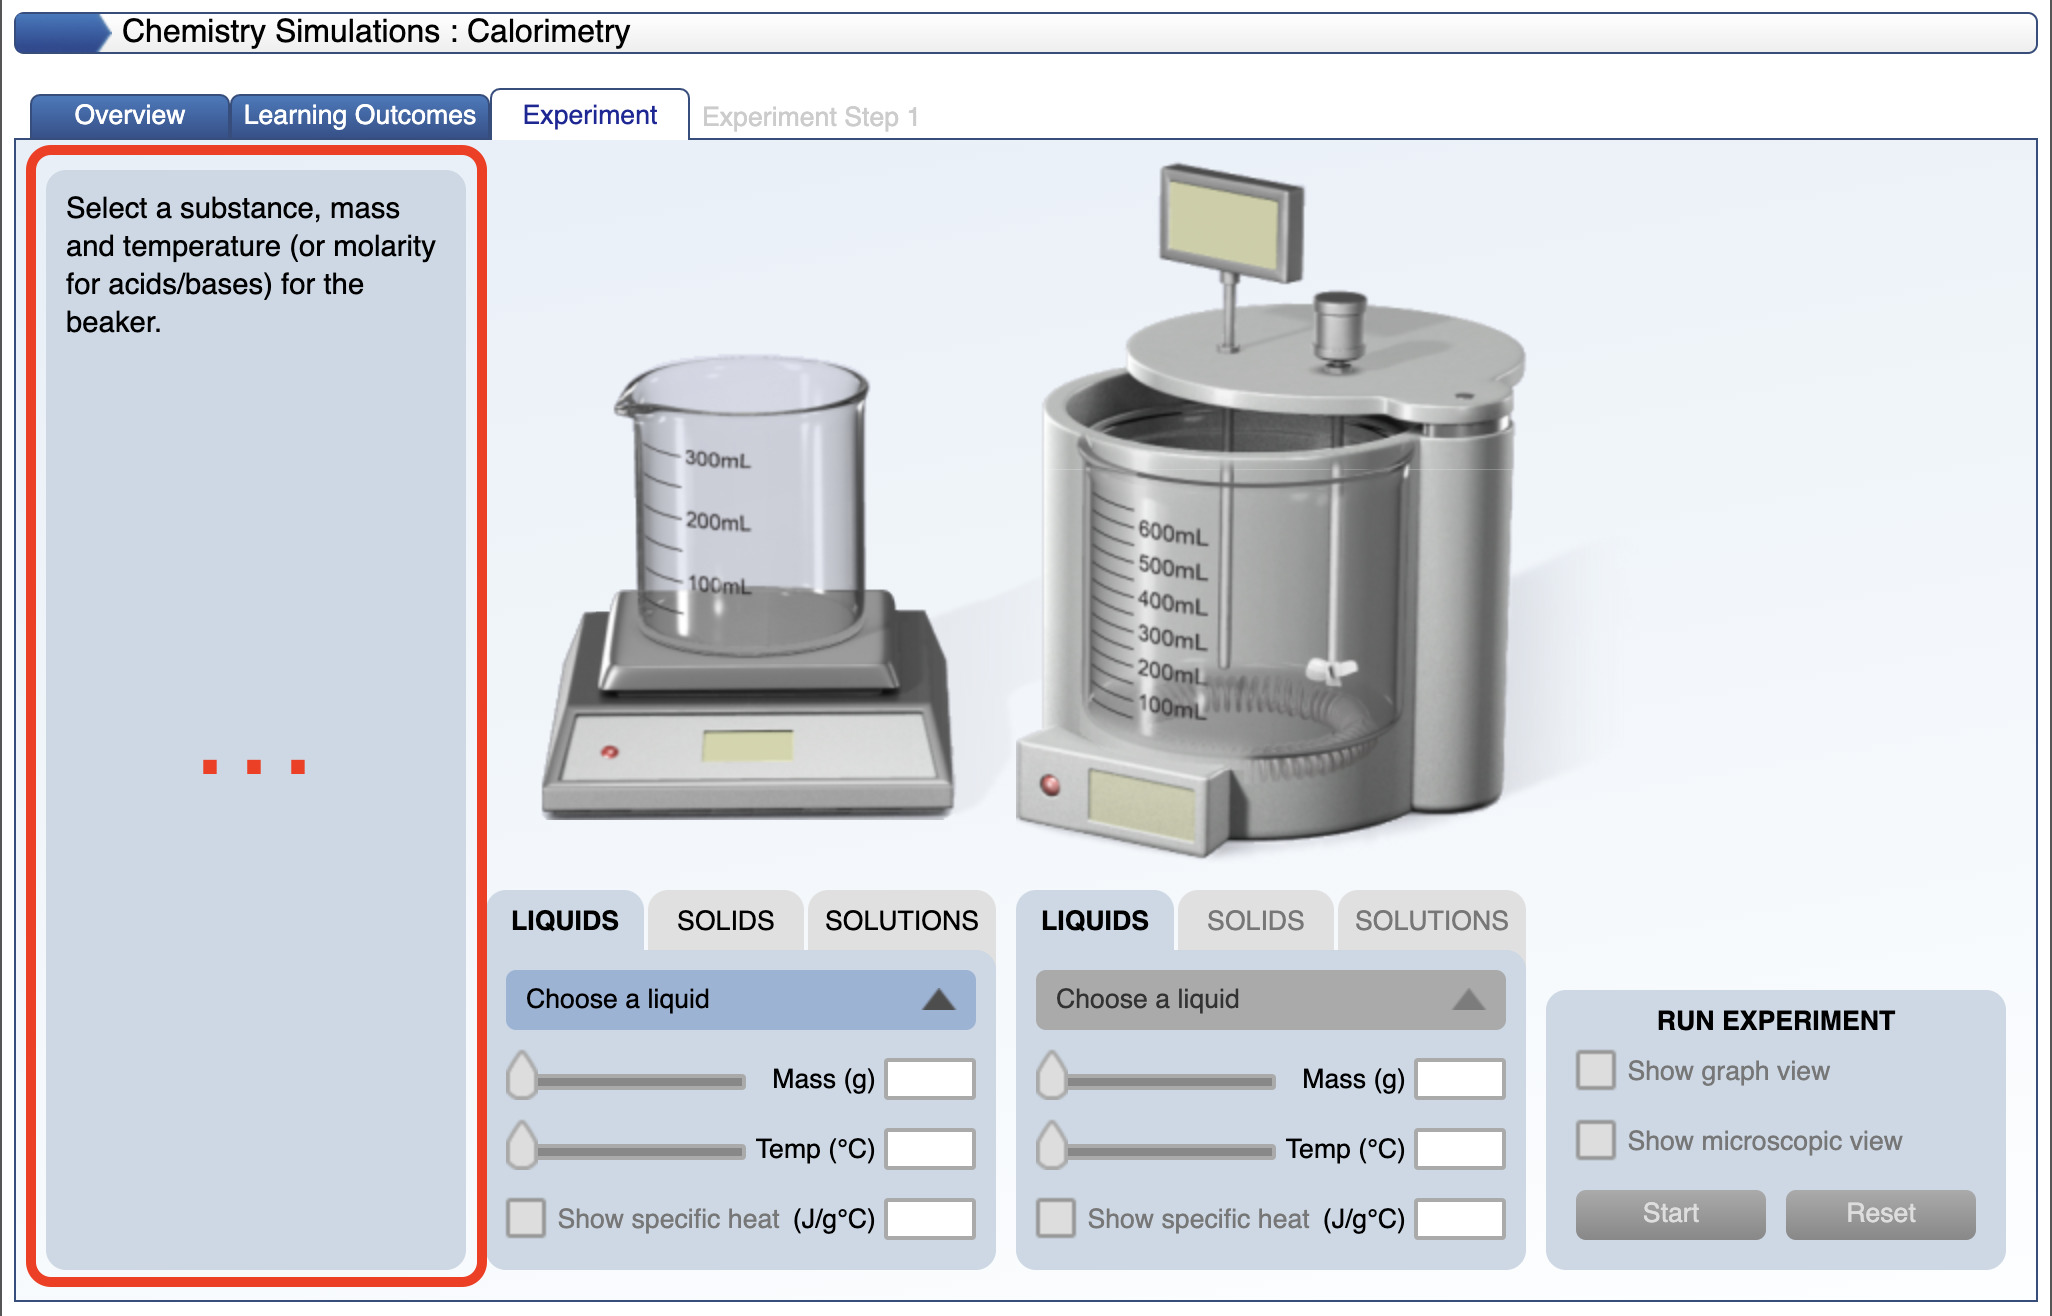 Chemistry Simulations : Calorimetry
Overview
Learning Outcomes
Experiment
Experiment Step 1
Select a substance, mass
and temperature (or molarity
for acids/bases) for the
beaker.
300mL
200mL
100mL
600mL
500mL
400mL
300mL
200mL
100mL
LIQUIDS
SOLIDS
SOLUTIONS
Choose a liquid
Mass (g)
Temp (°C)
Show specific heat (J/g°C)
LIQUIDS
SOLIDS
SOLUTIONS
Choose a liquid
Mass (g)
Temp (°C)
Show specific heat (J/g°C)
RUN EXPERIMENT
Show graph view
Show microscopic view
Start
Reset